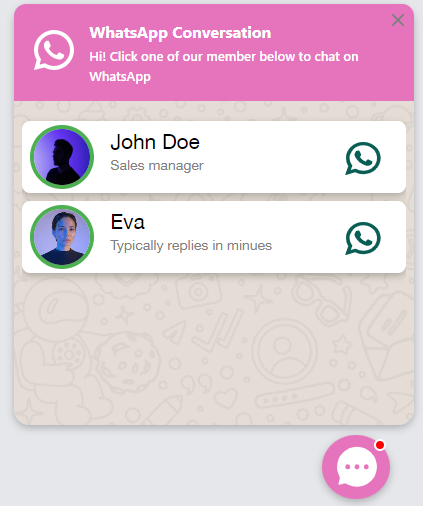 WhatsApp Conversation
Hi! Click one of our member below to chat on
WhatsApp
John Doe
Sales manager
Eva
Typically replies in minues